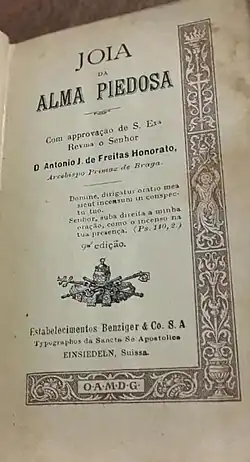 JOIA
DA
ALMA PIEDOSA
Com approvação de S. Exª
Revma o Senhor
D Antonio J. de Freitas Honorato,
Arcebispo Primaz de Braga.
Domine, dirigatur oratio mea
sicut incensum in conspec-
tu tuo.
Senhor, suba direita a minha
oração, como o incenso na
tua presença. (Ps. 140, 2.)
9ª edição.
Estabelecimentos Benziger & Co. S. A
Typographos da Sancta Sé Apostolica
EINSIEDELN, Suissa.
O·A·M·D·G·